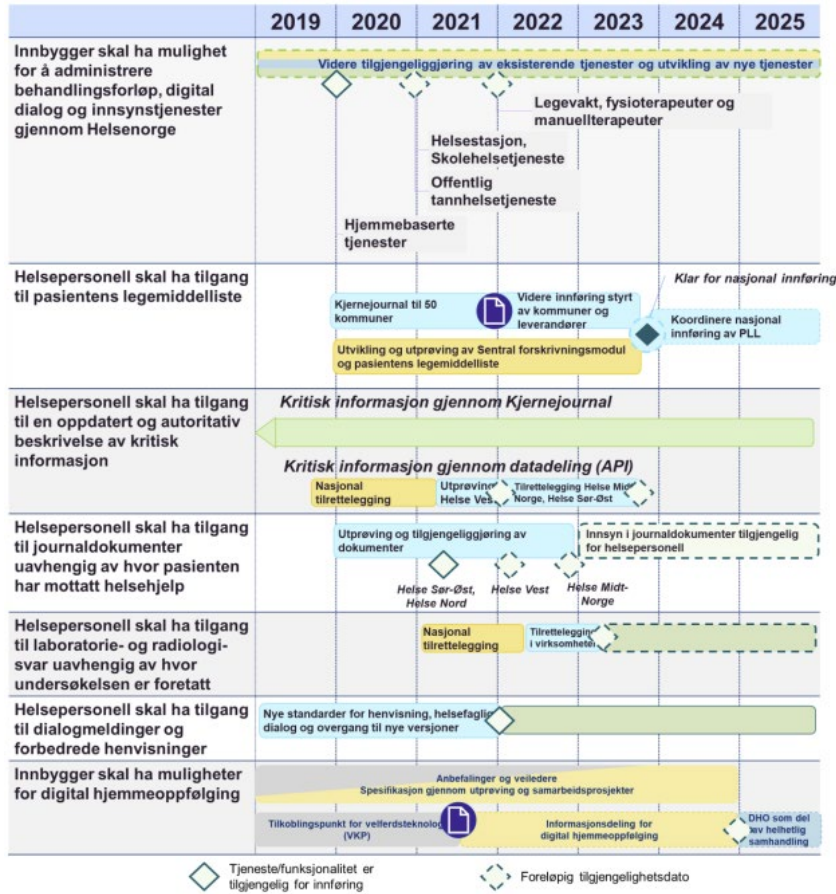 2019 2020 2021 2022 2023 2024 2025
Innbygger skal ha mulighet
for å administrere
behandlingsforløp, digital
dialog og innsynstjenester
gjennom Helsenorge
Videre tilgjengeliggjøring av eksisterende tjenester og utvikling av nye tjenester
Legevakt, fysioterapeuter og
manuellterapeuter
Helsestasjon,
Skolehelsetjeneste
Offentlig
tannhelsetjeneste
Hjemmebaserte
tjenester
Helsepersonell skal ha tilgang
til pasientens legemiddelliste
Klar for nasjonal innføring
Kjernejournal til 50
kommuner
Videre innføring styrt
av kommuner og
leverandører
Koordinere nasjonal
innføring av PLL
Utvikling og utprøving av Sentral forskrivningsmodul
og pasientens legemiddelliste
Helsepersonell skal ha tilgang
til en oppdatert og autoritativ
beskrivelse av kritisk
informasjon
Kritisk informasjon gjennom Kjernejournal
Kritisk informasjon gjennom datadeling (API)
Nasjonal
tilrettelegging
Utprøving
Helse Vest
Tilrettelegging Helse Midt
Norge, Helse Sør-Øst
Helsepersonell skal ha tilgang
til journaldokumenter
uavhengig av hvor pasienten
har mottatt helsehjelp
Utprøving og tilgjengeliggjøring av
dokumenter
Innsyn i journaldokumenter tilgjengelig
for helsepersonell
Helse Sør-Øst,
Helse Nord
Helse Vest
Helse Midt-
Norge
Helsepersonell skal ha tilgang
til laboratorie- og radiologi-
svar uavhengig av hvor
undersøkelsen er foretatt
Nasjonal
tilrettelegging
Tilrettelegging
i virksomheter
Helsepersonell skal ha tilgang
til dialogmeldinger og
forbedrede henvisninger
Nye standarder for henvisning, helsefaglig
dialog og overgang til nye versjoner
Innbygger skal ha muligheter
for digital hjemmeoppfølging
Anbefalinger og veiledere
Spesifikasjon gjennom utprøving og samarbeidsprosjekter
Tilkoblingspunkt for velferdsteknologi
(VKP)
Informasjonsdeling for
digital hjemmeoppfølging
DHO som del
av helhetlig
samhandling
Tjeneste/funksjonalitet er
tilgjengelig for innføring
Foreløpig tilgjengelighetsdato